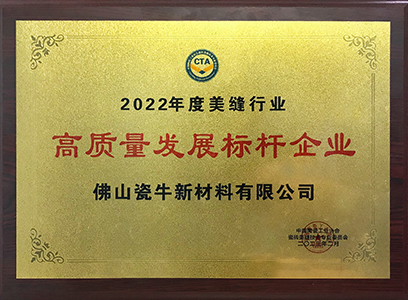 CTA
2022年度美缝行业
高质量发展标杆企业
佛山瓷牛新材料有限公司